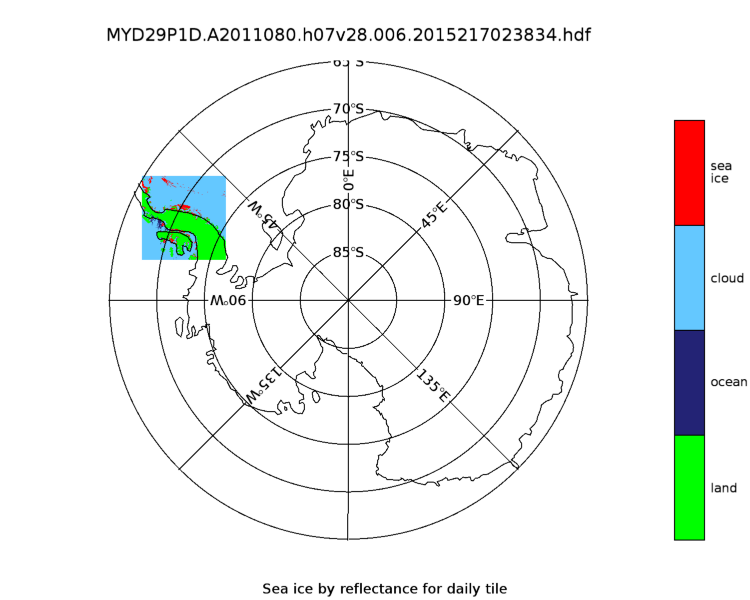 MYD29P1D.A2011080.h07v28.006.2015217023834.hdf
65°S
70°S
75°S
80°S
85°S
0°E
45°E
90°E
135°E
135°W
90°W
45°W
sea
ice
cloud
ocean
land
Sea ice by reflectance for daily tile